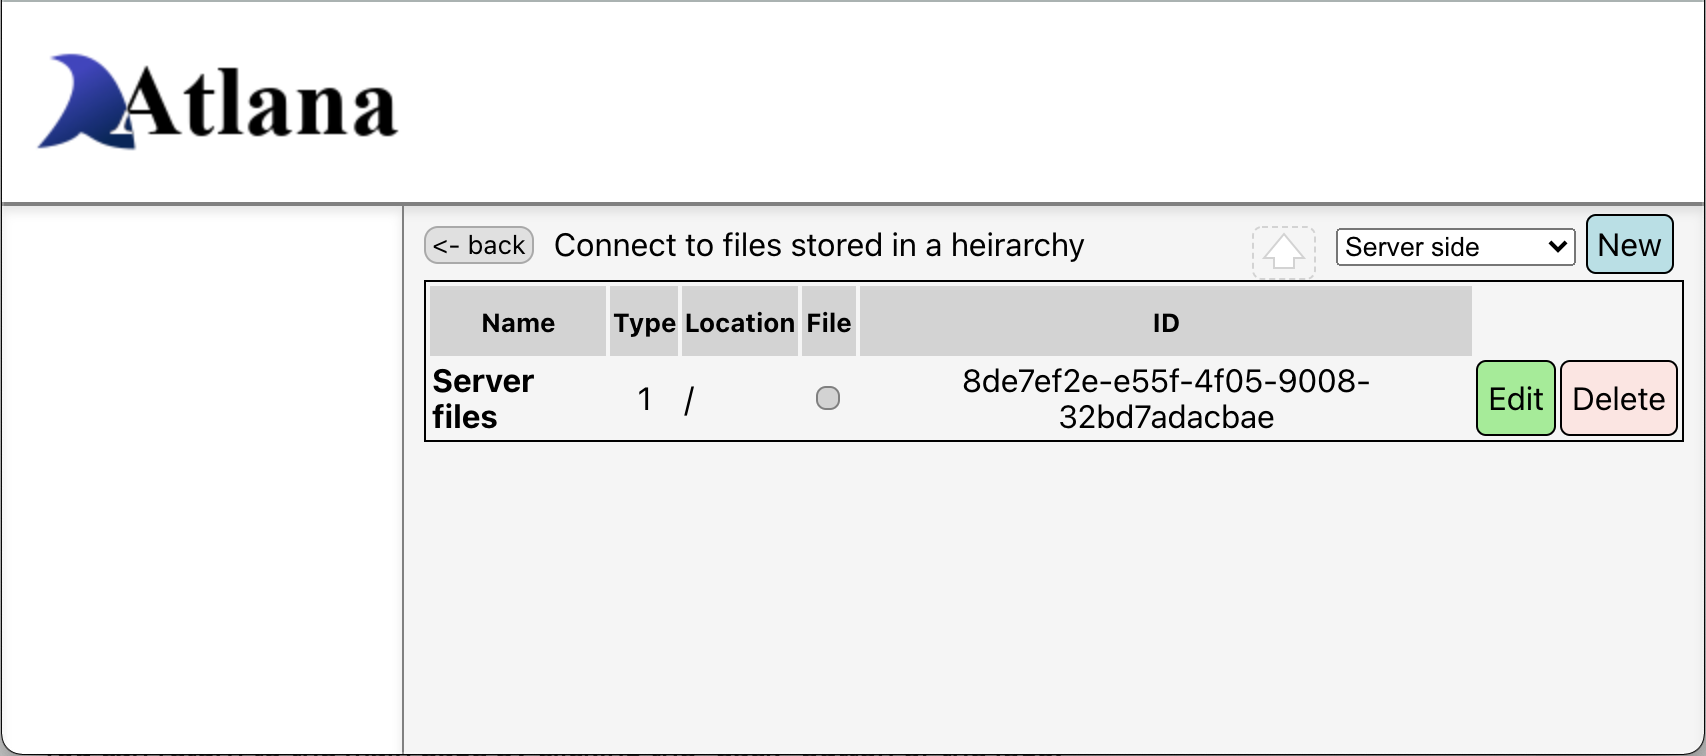 Atlana
<- back Connect to files stored in a heirarchy Server side New
Name Type Location File ID
Server files 1 / 8de7ef2e-e55f-4f05-9008-32bd7adacbae Edit Delete